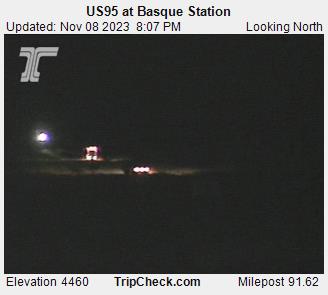 US95 at Basque Station
Updated: Nov 08 2023 8:07 PM Looking North
Elevation 4460 TripCheck.com Milepost 91.62